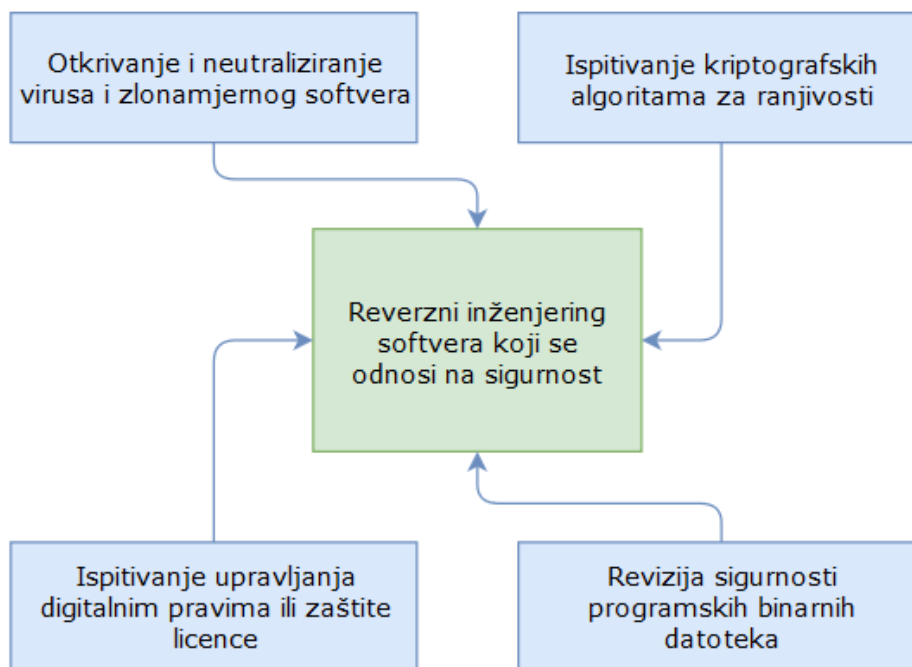 Otkrivanje i neutraliziranje
virusa i zlonamjernog softvera
Ispitivanje kriptografskih
algoritama za ranjivosti
Reverzni inženjering
softvera koji se
odnosi na sigurnost
Ispitivanje upravljanja
digitalnim pravima ili zaštite
licence
Revizija sigurnosti
programskih binarnih
datoteka